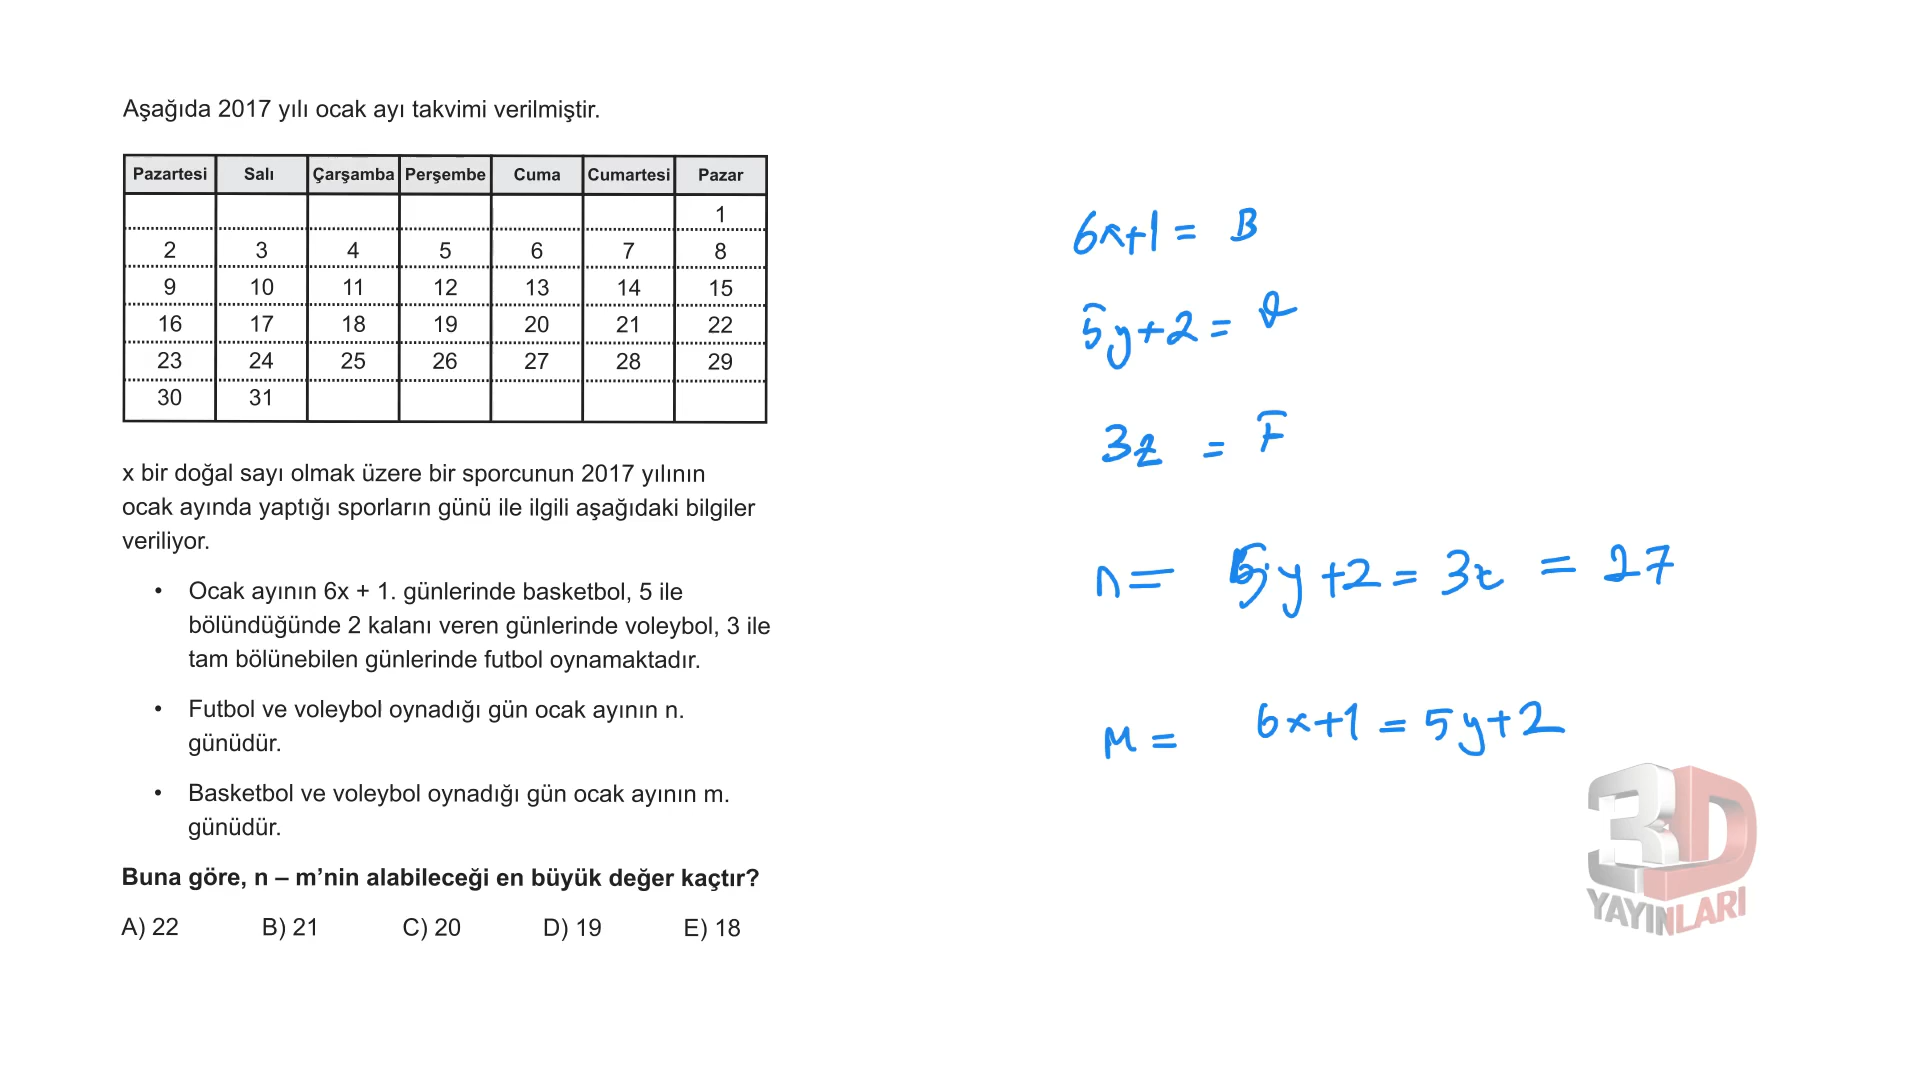 Aşağıda 2017 yılı ocak ayı takvimi verilmiştir.
Pazartesi Salı Çarşamba Perşembe Cuma Cumartesi Pazar
1
2 3 4 5 6 7 8
9 10 11 12 13 14 15
16 17 18 19 20 21 22
23 24 25 26 27 28 29
30 31
x bir doğal sayı olmak üzere bir sporcunun 2017 yılının
ocak ayında yaptığı sporların günü ile ilgili aşağıdaki bilgiler
veriliyor.
• Ocak ayının 6x + 1. günlerinde basketbol, 5 ile
bölündüğünde 2 kalanı veren günlerinde voleybol, 3 ile
tam bölünebilen günlerinde futbol oynamaktadır.
• Futbol ve voleybol oynadığı gün ocak ayının n.
günüdür.
• Basketbol ve voleybol oynadığı gün ocak ayının m.
günüdür.
Buna göre, n – m’nin alabileceği en büyük değer kaçtır?
A) 22 B) 21 C) 20 D) 19 E) 18
6x+1 = B
5y+2 =
3z = F
n = 5y+2 = 3z = 27
M = 6x+1 = 5y+2
3D
YAYINLARI